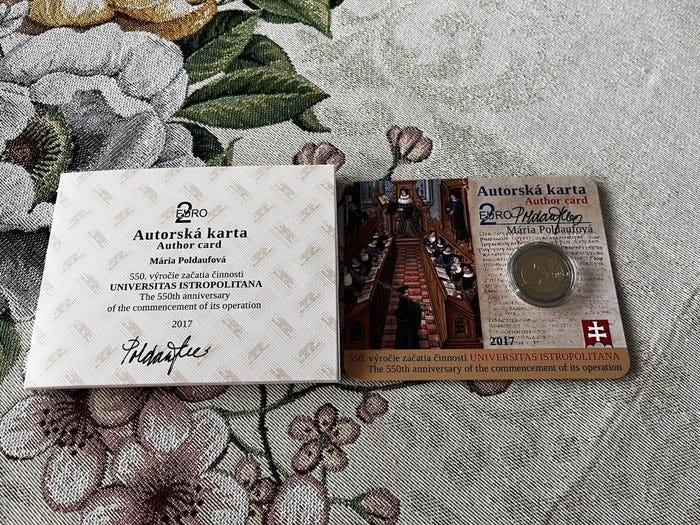 2 EURO
Autorská karta
Author card
Mária Poldaufová
550. výročie začatia činnosti
UNIVERSITAS ISTROPOLITANA
The 550th anniversary
of the commencement of its operation
2017
Poldaufová
Autorská karta
Author card
2 EURO Poldaufová
Mária Poldaufová
2017
550. výročie začatia činnosti UNIVERSITAS ISTROPOLITANA
The 550th anniversary of the commencement of its operation